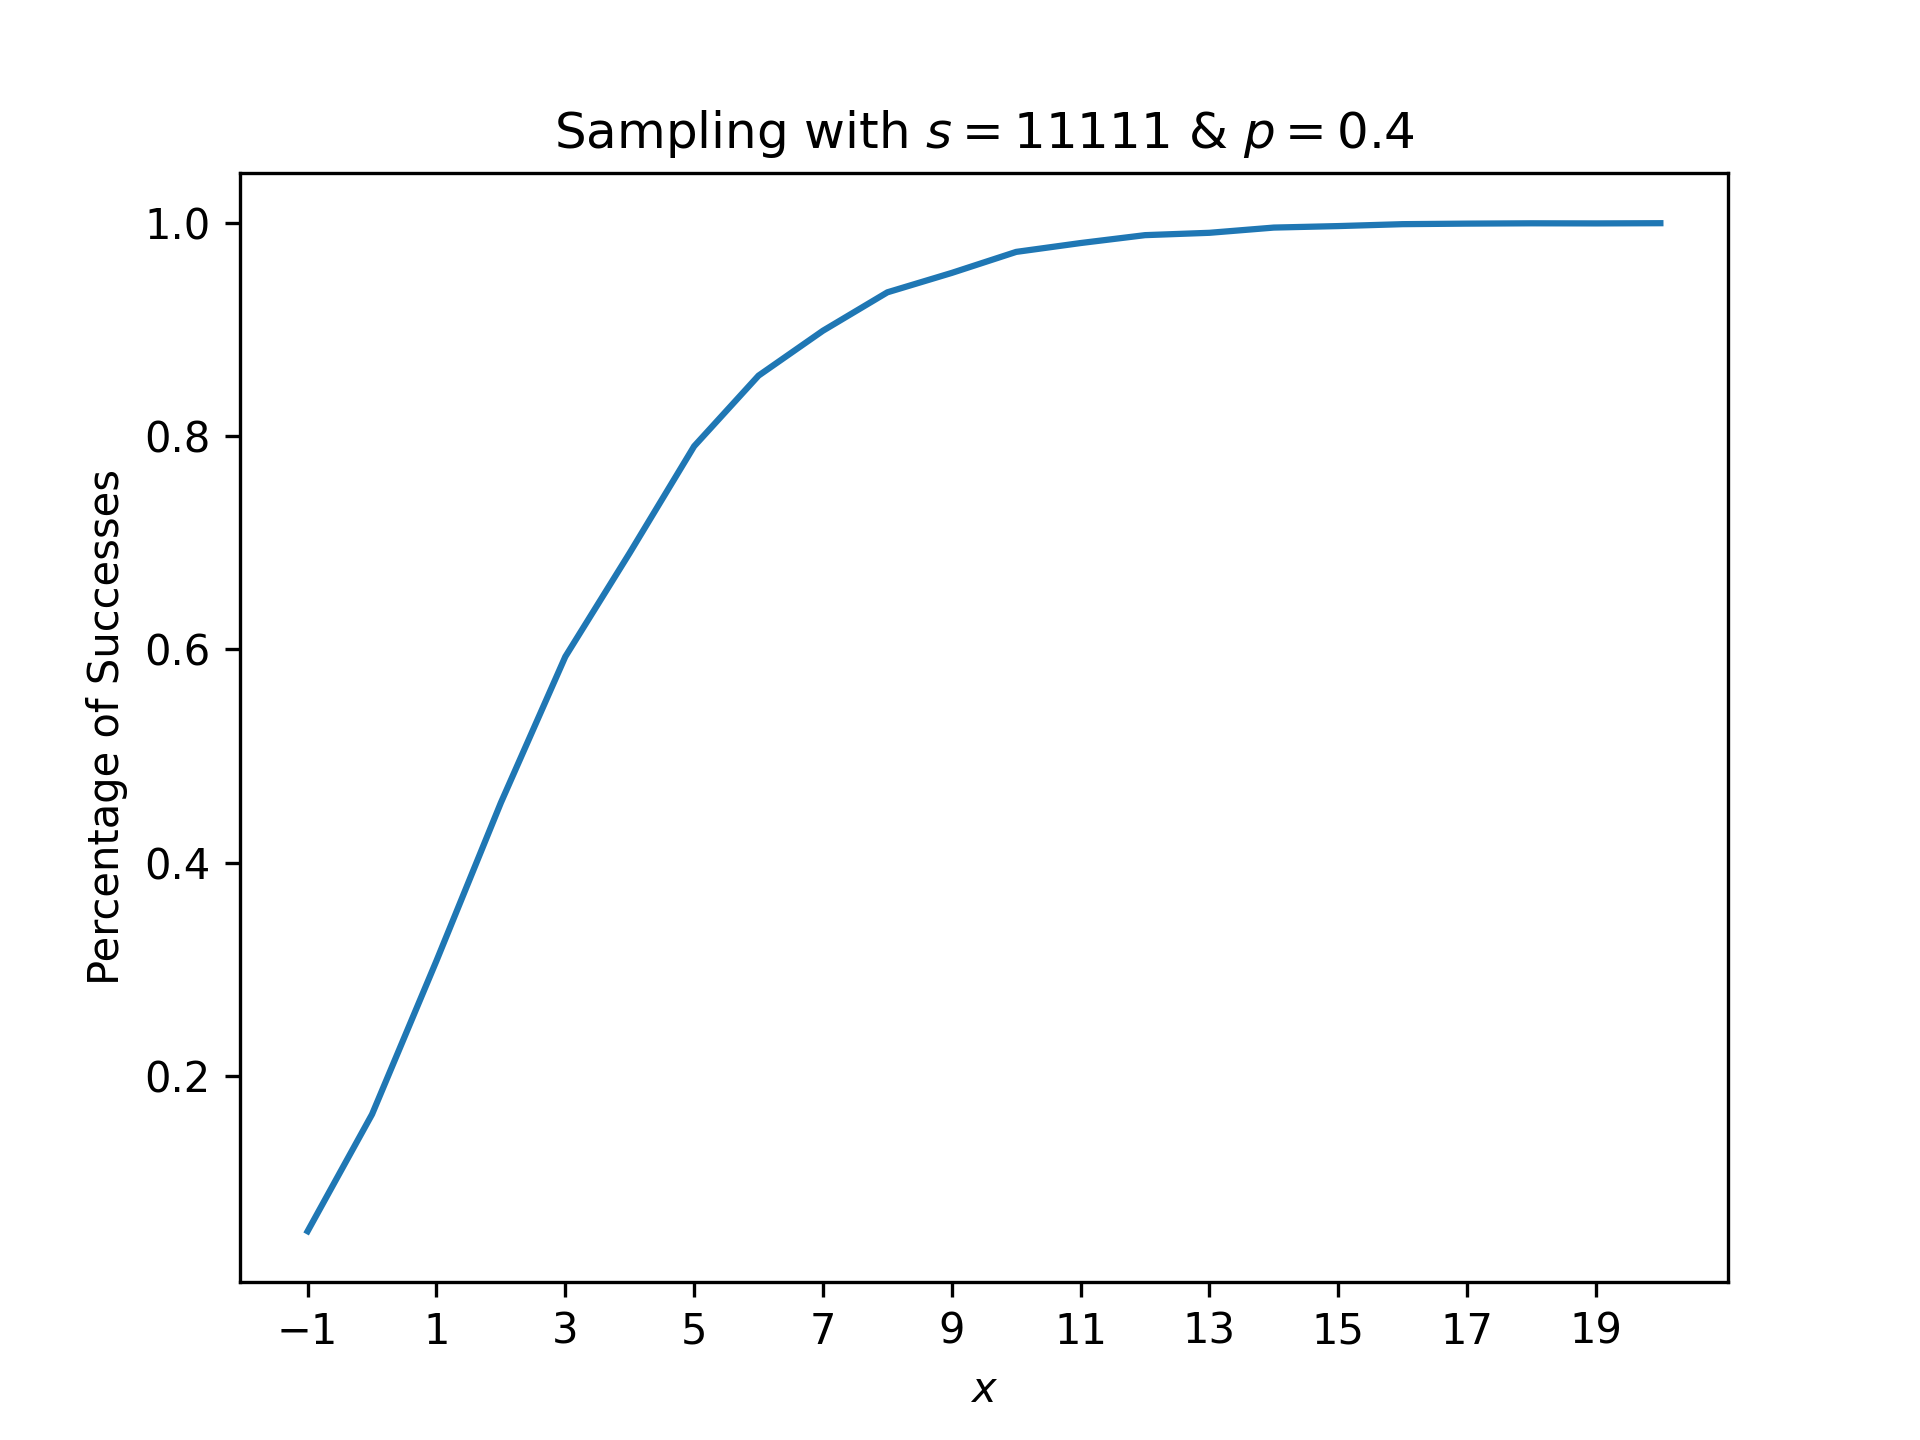 Sampling with s = 11111 & p = 0.4
1.0
0.8
0.6
0.4
0.2
Percentage of Successes
−1 1 3 5 7 9 11 13 15 17 19
x